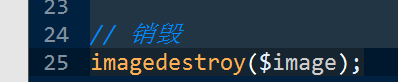 23
24 // 销毁
25 imagedestroy($image);